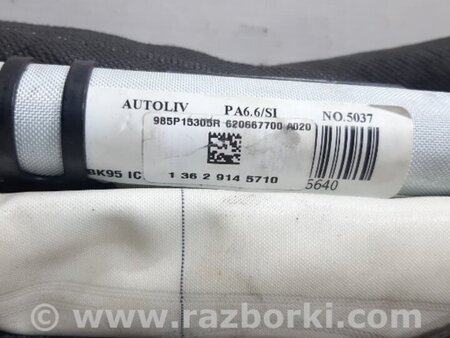 AUTOLIV PA6.6/SI NO.5037
985P15305R 620667700 A020
BK95 IC 1 36 2 914 5710
5640
www.razborki.com